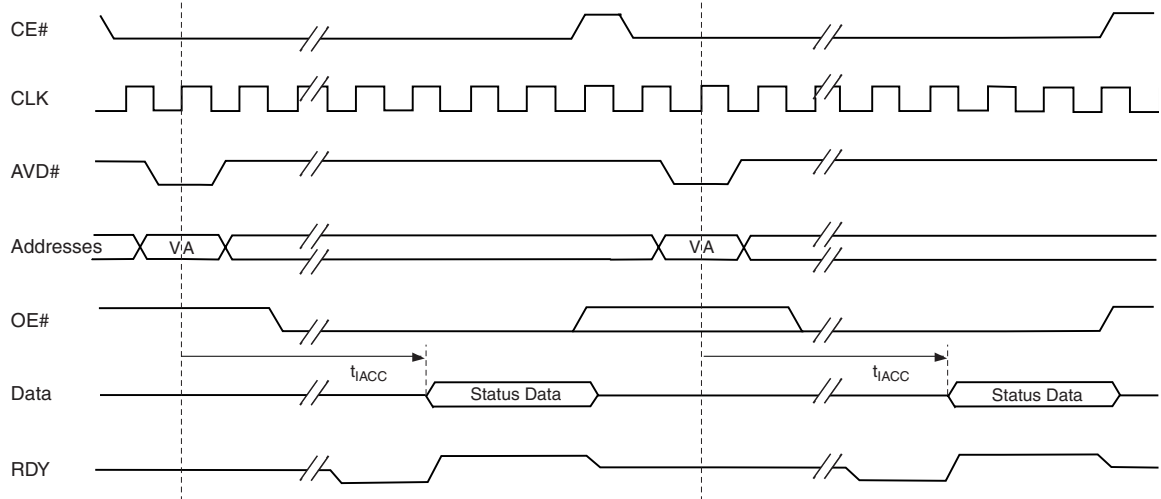 CE#
CLK
AVD#
Addresses VA VA
OE#
tIACC tIACC
Data Status Data Status Data
RDY